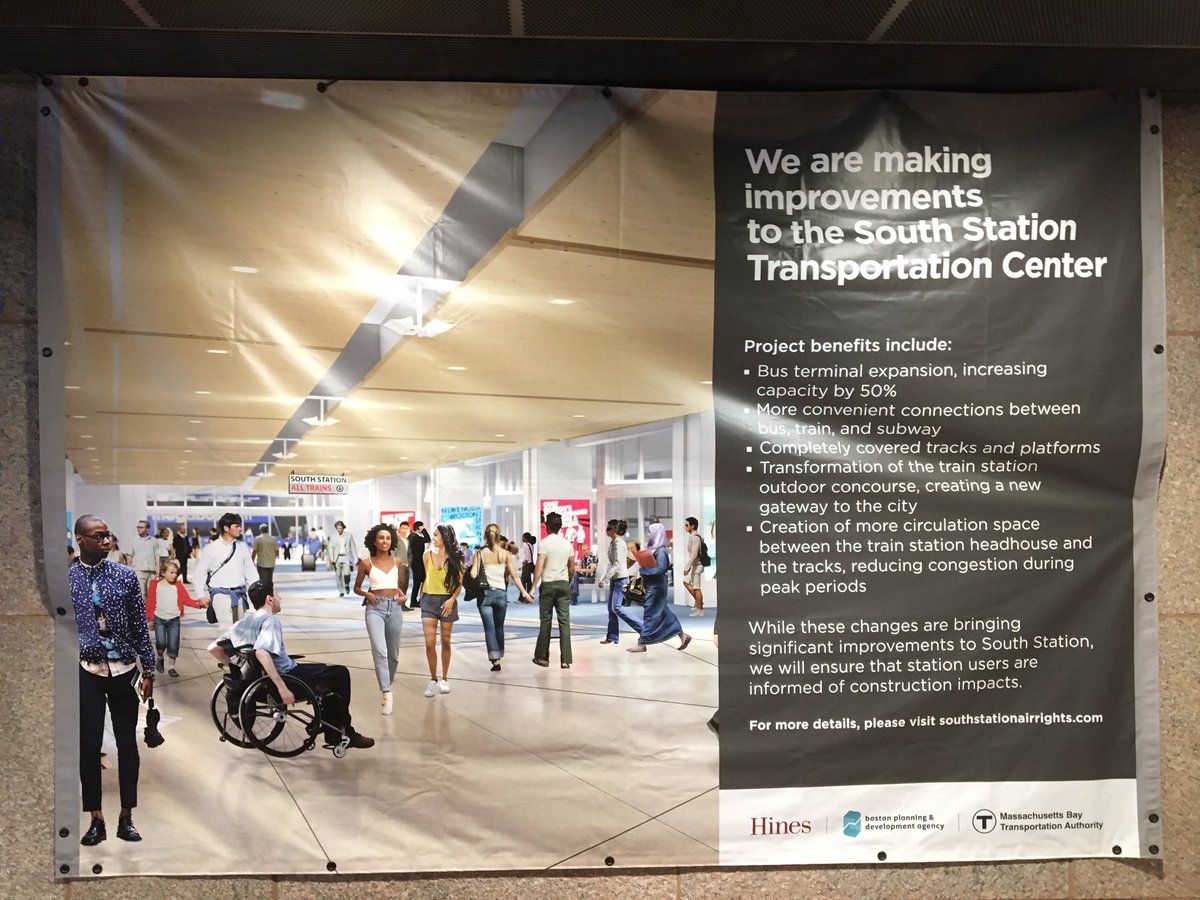 We are making
improvements
to the South Station
Transportation Center
Project benefits include:
▪ Bus terminal expansion, increasing
capacity by 50%
▪ More convenient connections between
bus, train, and subway
▪ Completely covered tracks and platforms
▪ Transformation of the train station
outdoor concourse, creating a new
gateway to the city
▪ Creation of more circulation space
between the train station headhouse and
the tracks, reducing congestion during
peak periods
While these changes are bringing
significant improvements to South Station,
we will ensure that station users are
informed of construction impacts.
For more details, please visit southstationairrights.com
Hines
boston planning &
development agency
T
Massachusetts Bay
Transportation Authority
SOUTH STATION
ALL TRAINS